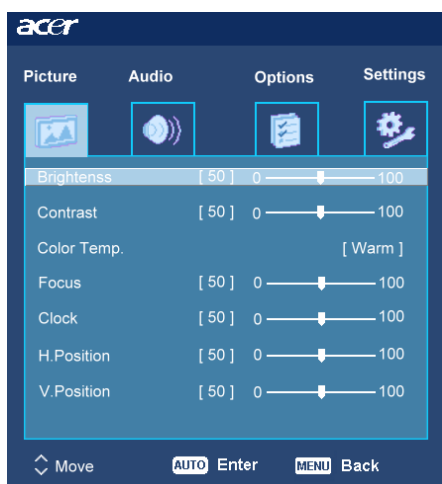 acer
Picture Audio Options Settings
Brightenss [ 50 ] 0 100
Contrast [ 50 ] 0 100
Color Temp. [ Warm ]
Focus [ 50 ] 0 100
Clock [ 50 ] 0 100
H.Position [ 50 ] 0 100
V.Position [ 50 ] 0 100
Move AUTO Enter MENU Back